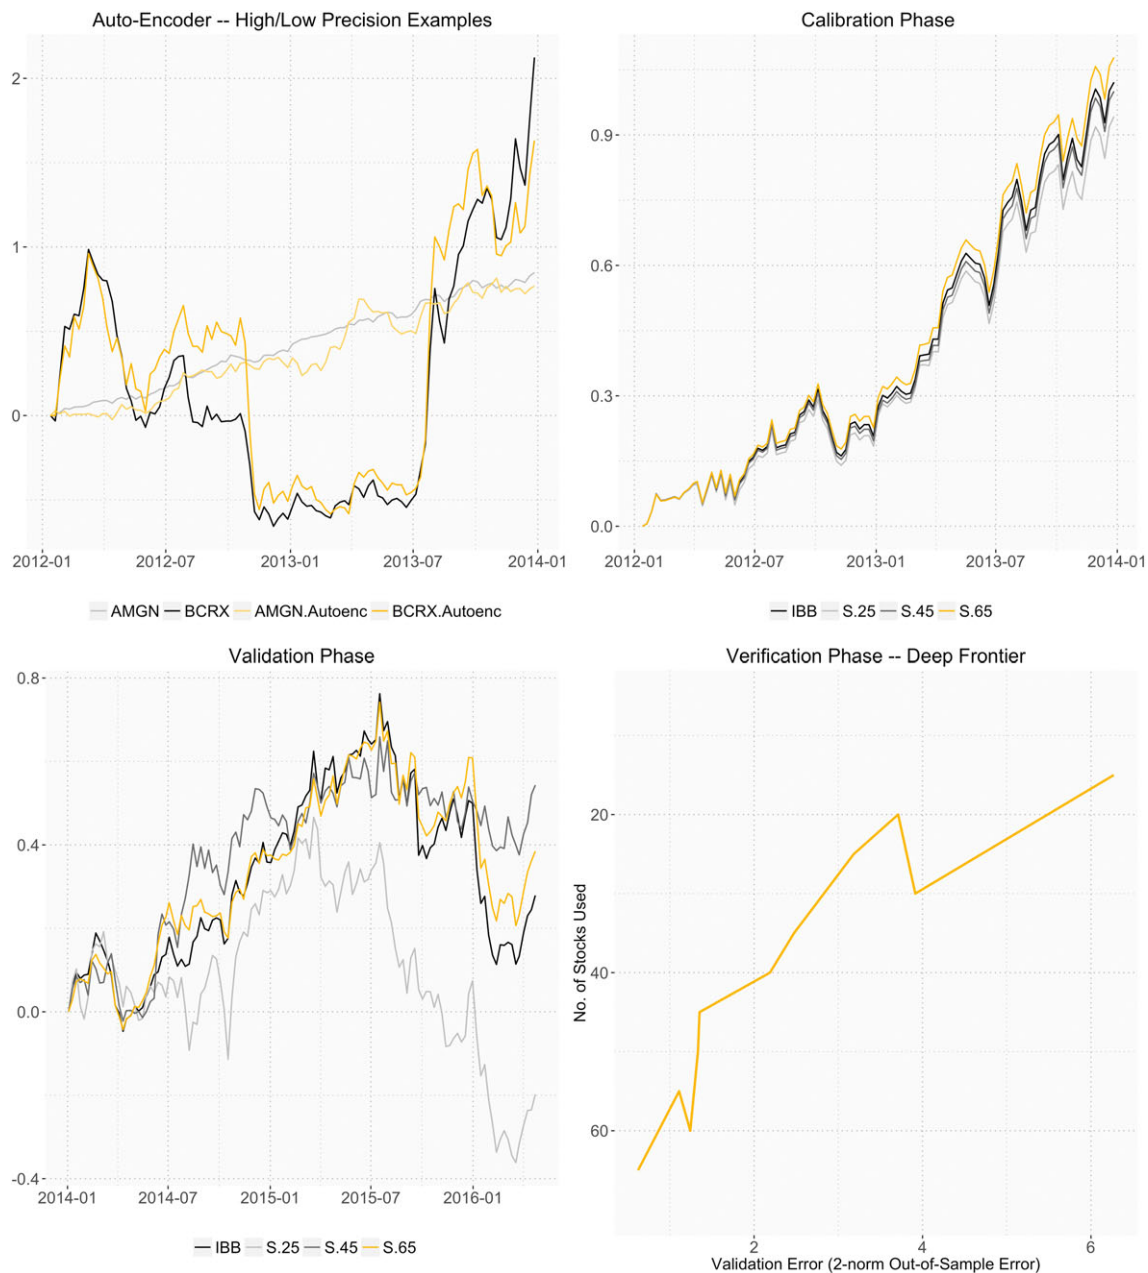 Auto-Encoder -- High/Low Precision Examples
2
1
0
2012-01 2012-07 2013-01 2013-07 2014-01
AMGN BCRX AMGN.Autoenc BCRX.Autoenc
Calibration Phase
0.9
0.6
0.3
0.0
2012-01 2012-07 2013-01 2013-07 2014-01
IBB S.25 S.45 S.65
Validation Phase
0.8
0.4
0.0
-0.4
2014-01 2014-07 2015-01 2015-07 2016-01
IBB S.25 S.45 S.65
Verification Phase -- Deep Frontier
No. of Stocks Used
20
40
60
2 4 6
Validation Error (2-norm Out-of-Sample Error)